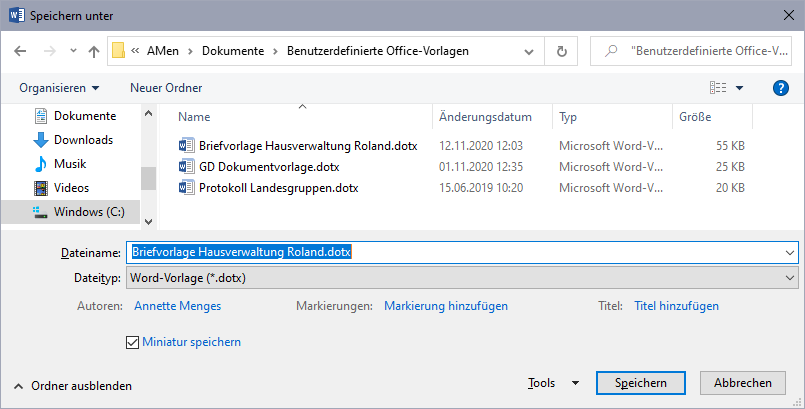 Speichern unter
AMen Dokumente Benutzerdefinierte Office-Vorlagen "Benutzerdefinierte Office-V...
Organisieren Neuer Ordner ?
Dokumente Name Änderungsdatum Typ Größe
Downloads Briefvorlage Hausverwaltung Roland.dotx 12.11.2020 12:03 Microsoft Word-V... 55 KB
Musik GD Dokumentvorlage.dotx 01.11.2020 12:35 Microsoft Word-V... 25 KB
Videos Protokoll Landesgruppen.dotx 15.06.2019 10:20 Microsoft Word-V... 20 KB
Windows (C:)
Dateiname: Briefvorlage Hausverwaltung Roland.dotx
Dateityp: Word-Vorlage (*.dotx)
Autoren: Annette Menges Markierungen: Markierung hinzufügen Titel: Titel hinzufügen
Miniatur speichern
Ordner ausblenden Tools Speichern Abbrechen